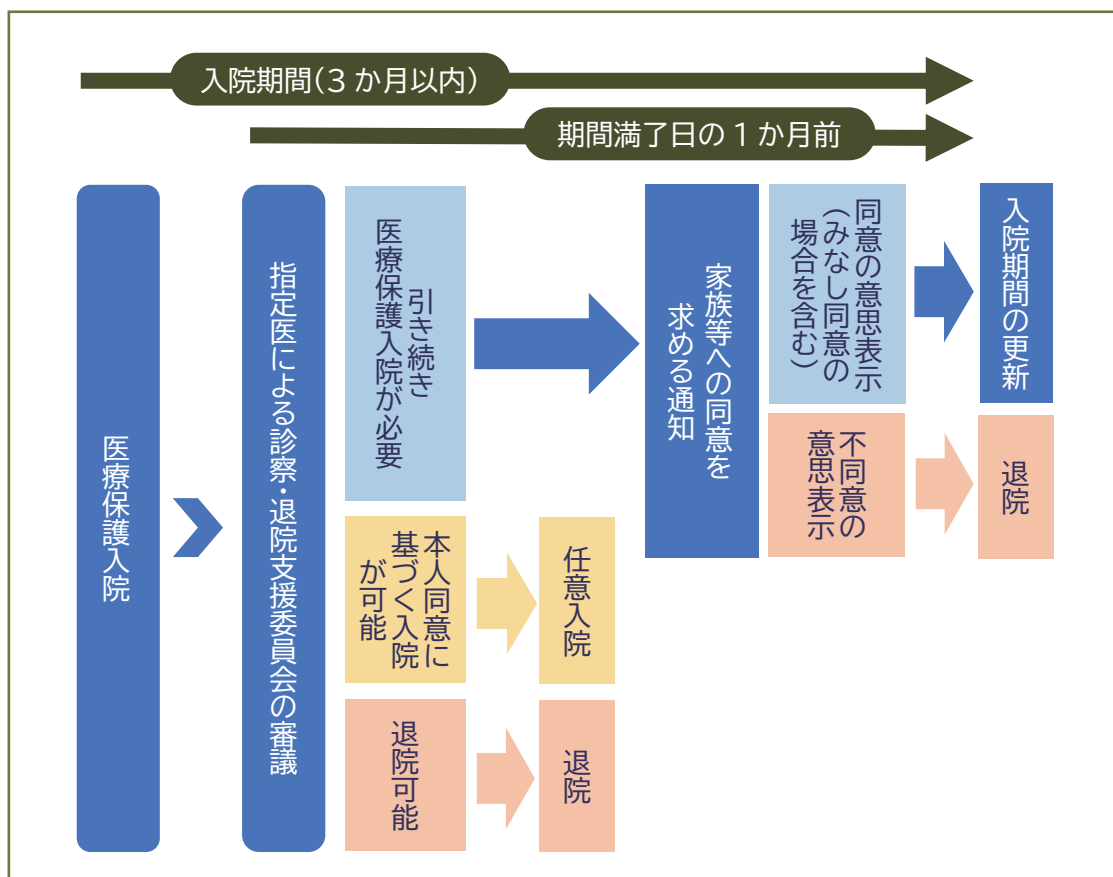 入院期間(3か月以内)
期間満了日の1か月前
医療保護入院
指定医による診察・退院支援委員会の審議
引き続き
医療保護入院が必要
本人同意に
基づく入院
が可能
任意入院
退院可能
退院
家族等への同意を
求める通知
同意の意思表示
(みなし同意の
場合を含む)
入院期間の更新
不同意の
意思表示
退院